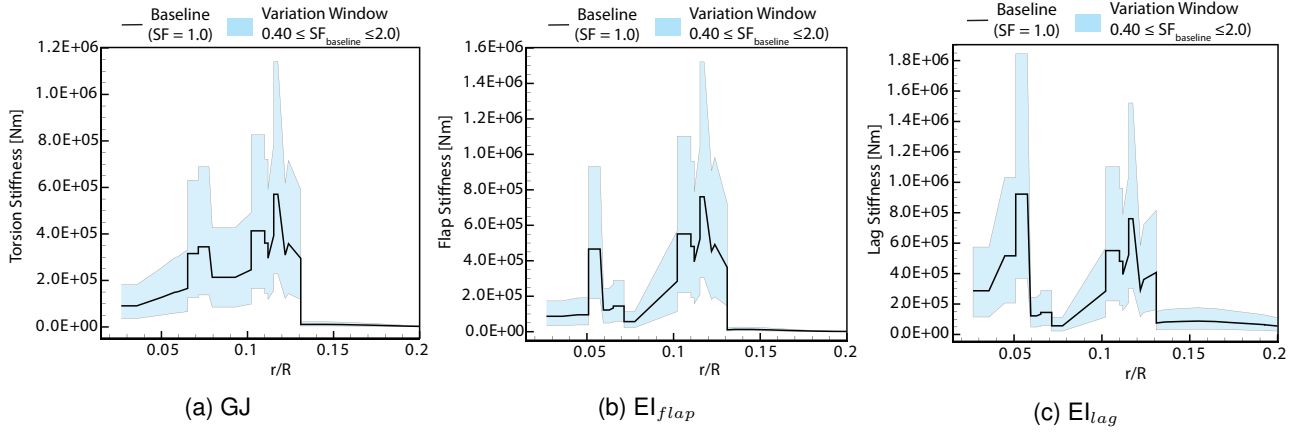 Baseline
(SF = 1.0)
Variation Window
0.40 ≤ SFbaseline ≤2.0)
1.2E+06
1.0E+06
8.0E+05
6.0E+05
4.0E+05
2.0E+05
0.0E+00
Torsion Stiffness [Nm]
0.05
0.1
0.15
0.2
r/R
(a) GJ
Baseline
(SF = 1.0)
Variation Window
0.40 ≤ SFbaseline ≤2.0)
1.6E+06
1.4E+06
1.2E+06
1.0E+06
8.0E+05
6.0E+05
4.0E+05
2.0E+05
0.0E+00
Flap Stiffness [Nm]
0.05
0.1
0.15
0.2
r/R
(b) EIflap
Baseline
(SF = 1.0)
Variation Window
0.40 ≤ SFbaseline ≤2.0)
1.8E+06
1.6E+06
1.4E+06
1.2E+06
1.0E+06
8.0E+05
6.0E+05
4.0E+05
2.0E+05
0.0E+00
Lag Stiffness [Nm]
0.05
0.1
0.15
0.2
r/R
(c) EIlag